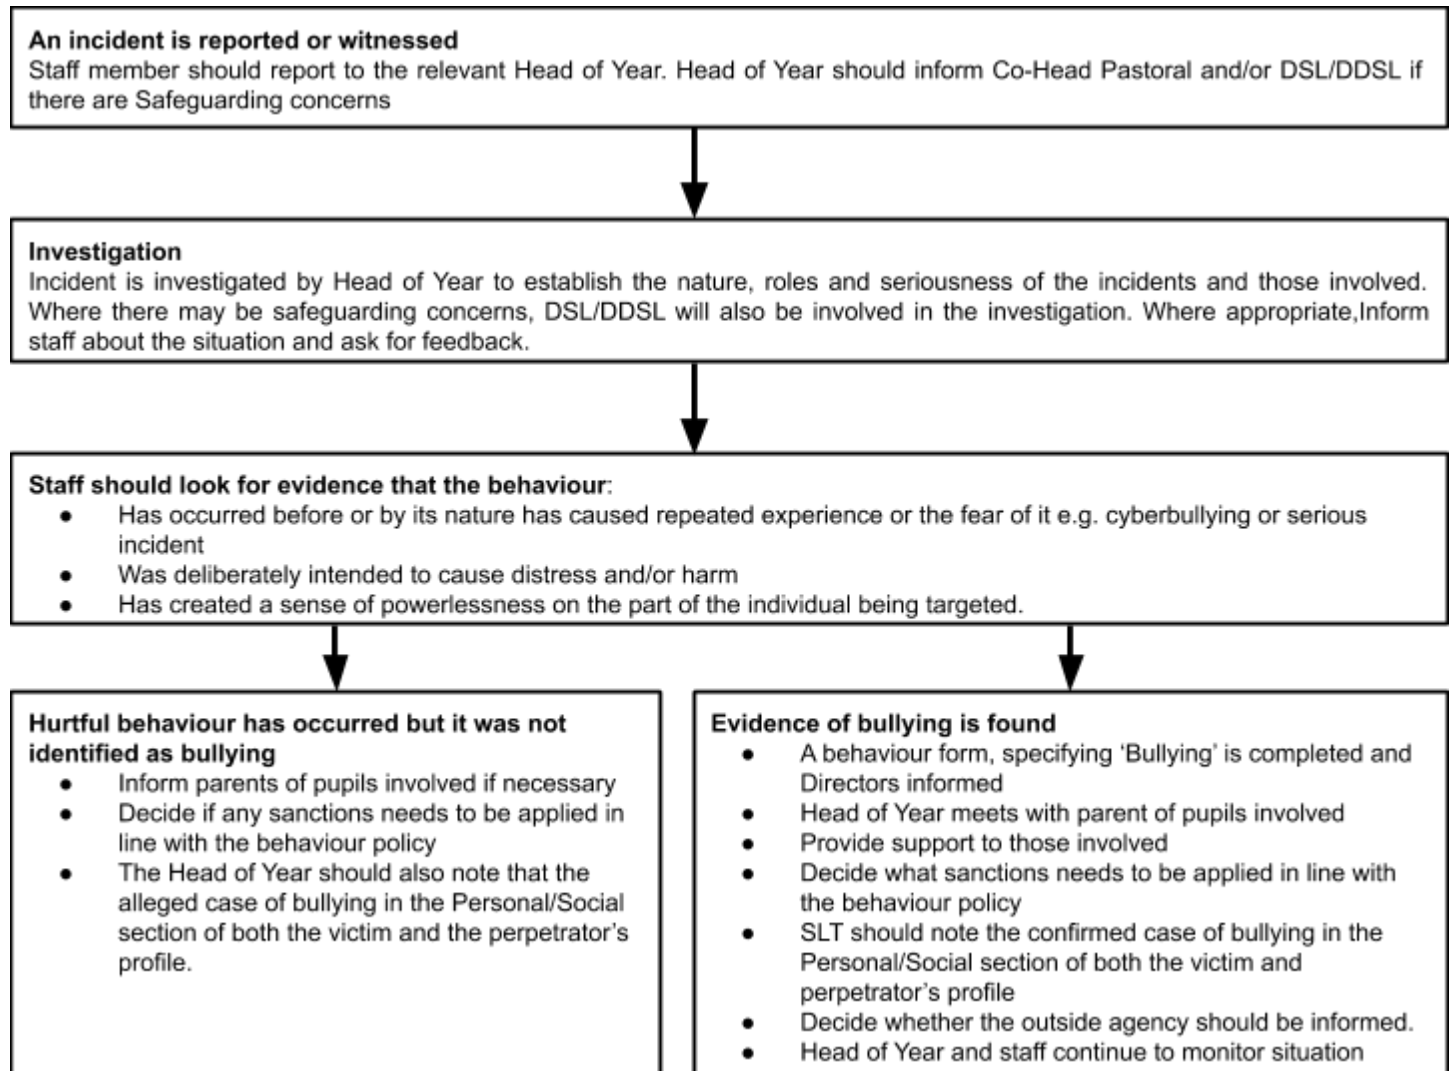 An incident is reported or witnessed
Staff member should report to the relevant Head of Year. Head of Year should inform Co-Head Pastoral and/or DSL/DDSL if
there are Safeguarding concerns
Investigation
Incident is investigated by Head of Year to establish the nature, roles and seriousness of the incidents and those involved.
Where there may be safeguarding concerns, DSL/DDSL will also be involved in the investigation. Where appropriate,Inform
staff about the situation and ask for feedback.
Staff should look for evidence that the behaviour:
● Has occurred before or by its nature has caused repeated experience or the fear of it e.g. cyberbullying or serious
incident
● Was deliberately intended to cause distress and/or harm
● Has created a sense of powerlessness on the part of the individual being targeted.
Hurtful behaviour has occurred but it was not
identified as bullying
● Inform parents of pupils involved if necessary
● Decide if any sanctions needs to be applied in
line with the behaviour policy
● The Head of Year should also note that the
alleged case of bullying in the Personal/Social
section of both the victim and the perpetrator's
profile.
Evidence of bullying is found
● A behaviour form, specifying ‘Bullying’ is completed and
Directors informed
● Head of Year meets with parent of pupils involved
● Provide support to those involved
● Decide what sanctions needs to be applied in line with
the behaviour policy
● SLT should note the confirmed case of bullying in the
Personal/Social section of both the victim and
perpetrator's profile
● Decide whether the outside agency should be informed.
● Head of Year and staff continue to monitor situation